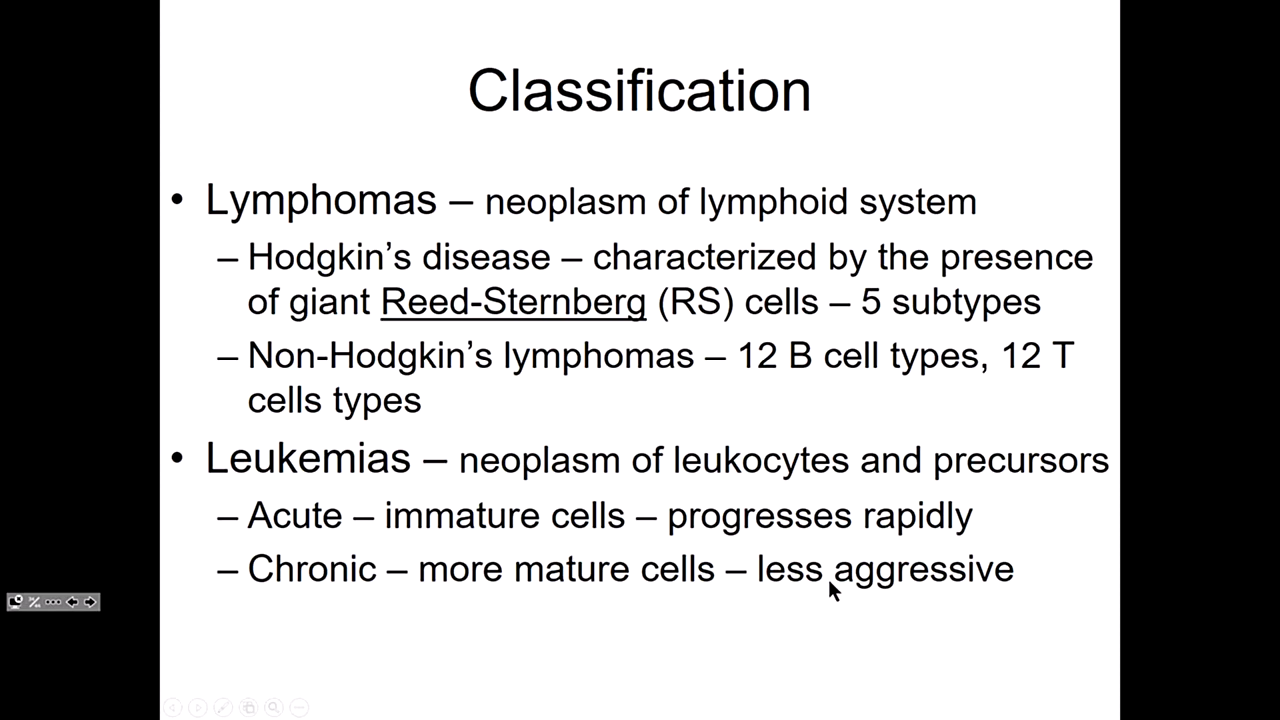 Classification
• Lymphomas – neoplasm of lymphoid system
– Hodgkin’s disease – characterized by the presence
of giant Reed-Sternberg (RS) cells – 5 subtypes
– Non-Hodgkin’s lymphomas – 12 B cell types, 12 T
cells types
• Leukemias – neoplasm of leukocytes and precursors
– Acute – immature cells – progresses rapidly
– Chronic – more mature cells – less aggressive